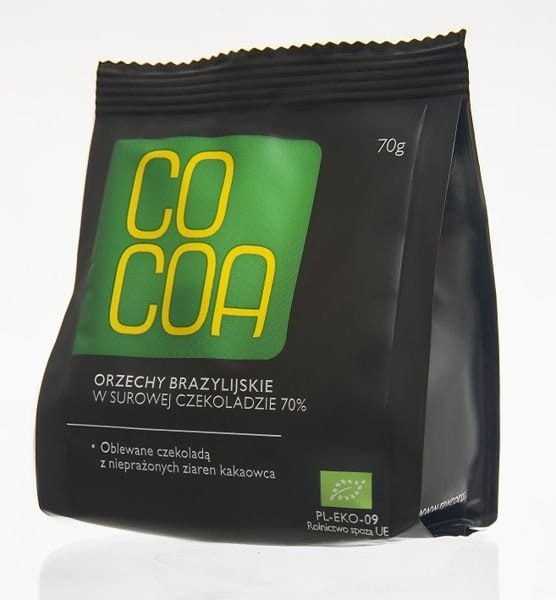 70g
CO
COA
ORZECHY BRAZYLIJSKIE
W SUROWEJ CZEKOLADZIE 70%
• Oblewane czekoladą
z nieprażonych ziaren kakaowca
PL-EKO-09
Rolnictwo spoza UE